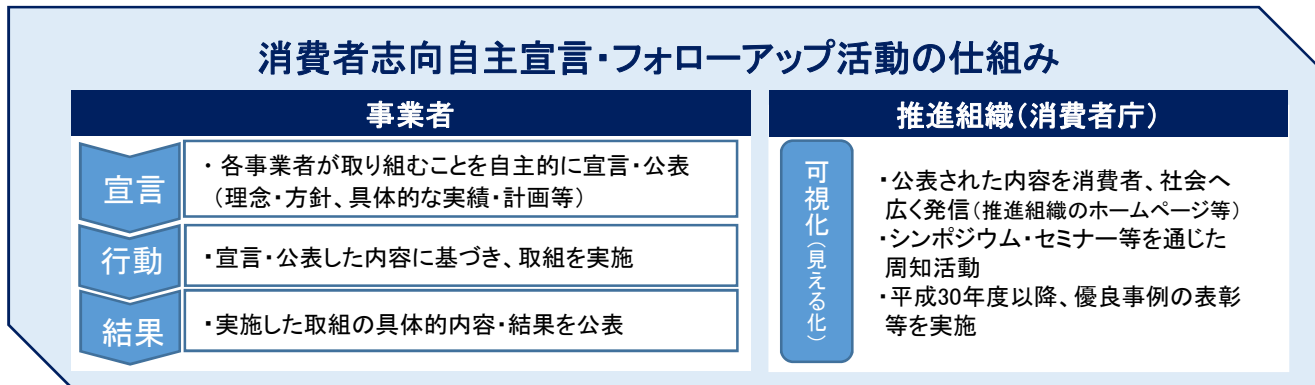 消費者志向自主宣言・フォローアップ活動の仕組み
事業者
宣言
・各事業者が取り組むことを自主的に宣言・公表
（理念・方針、具体的な実績・計画等）
行動
・宣言・公表した内容に基づき、取組を実施
結果
・実施した取組の具体的内容・結果を公表
推進組織（消費者庁）
可視化（見える化）
・公表された内容を消費者、社会へ
広く発信（推進組織のホームページ等）
・シンポジウム・セミナー等を通じた
周知活動
・平成30年度以降、優良事例の表彰
等を実施